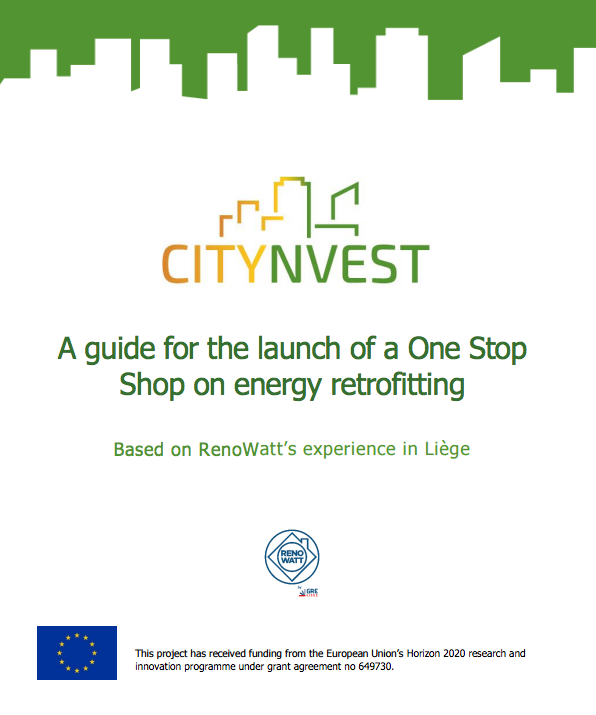 CITYNVEST
A guide for the launch of a One Stop
Shop on energy retrofitting
Based on RenoWatt's experience in Liège
RENO
WATT
by GRE
LIEGE
This project has received funding from the European Union's Horizon 2020 research and
innovation programme under grant agreement no 649730.